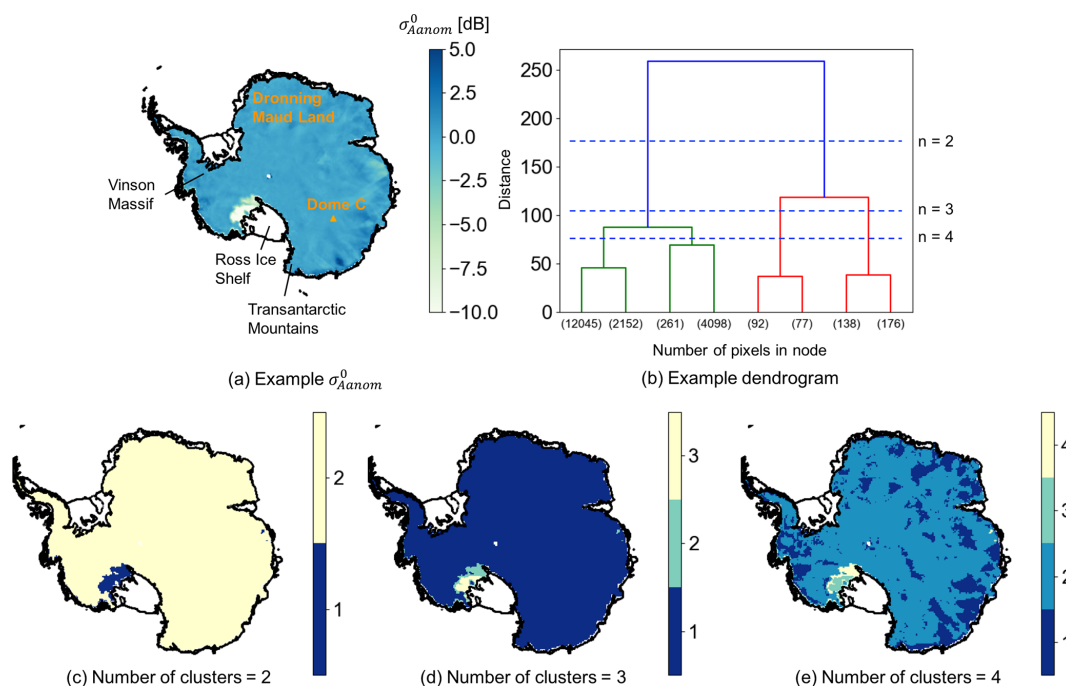 σ⁰Aanom [dB]
5.0
2.5
0.0
−2.5
−5.0
−7.5
−10.0
Dronning
Maud Land
Dome C
Vinson
Massif
Ross Ice
Shelf
Transantarctic
Mountains
(a) Example σ⁰Aanom
Distance
250
200
150
100
50
0
n = 2
n = 3
n = 4
(12045) (2152) (261) (4098) (92) (77) (138) (176)
Number of pixels in node
(b) Example dendrogram
2
1
(c) Number of clusters = 2
3
2
1
(d) Number of clusters = 3
4
3
2
(e) Number of clusters = 4